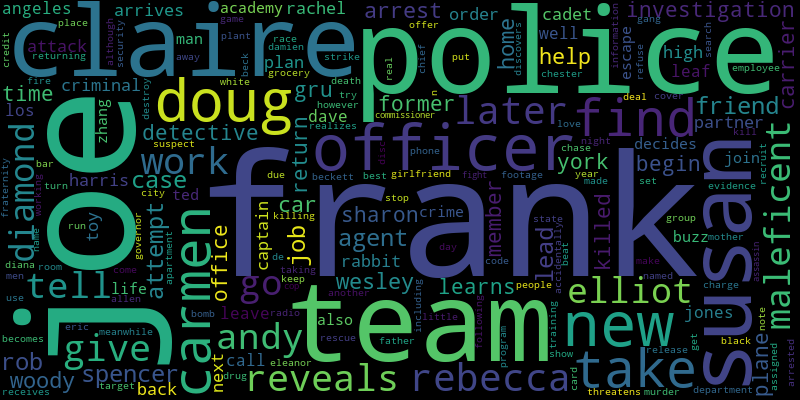 angeles arrives academy rachel arrest order cadet investigation
claire police
credit place although security man plan race damien plant away game grocery strike death offer real chief put discovers home well help escape refuse gang information high search leaf employee carrier
attack returning criminal
time fire destroy white try however n commissioner chester deal cover
los zhang doug gru former later find friend
joe detective dave realizes officer love kill partner
diamond suspect return beckett phone night york decides join
fraternity bar work girlfriend best footage chase year made begin recruit
harris case ted city due fight set evidence
turn frank susan maleficent
toy run car killing stop member crime state group
name working attempt governor carmen office captain job sharon day lead accidentally beat killed buzz mother assassin
diana room agent rabbit code make named
men come apartment de taking keep cup people charge
tell life go wesley learns elliot jones
use allen bomb leave radio another including little following training black note
rob give andy also team new plane
becomes eric meanwhile next rescue father program show release get assigned
woody spencer call reveals rebecca take
receives target back drug eleanor card threatens murder department arrested